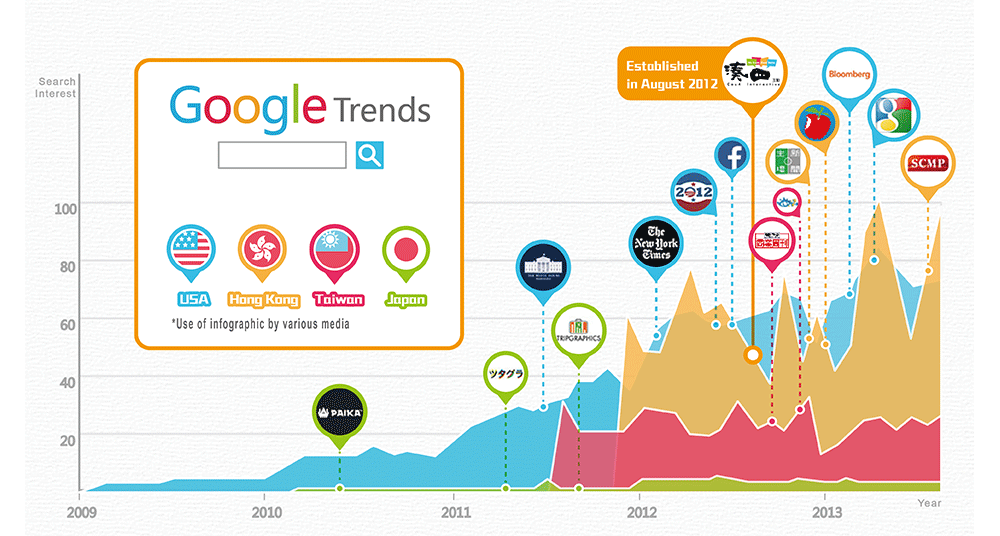 Google Trends
USA
Hong Kong
Taiwan
Japan
*Use of infographic by various media
Search
Interest
100
80
60
40
20
2009
2010
2011
2012
2013
Year
PAIKA
ツタグラ
TRIPGRAPHICS
The
New York
Times
2012
f
Established
in August 2012
Bloomberg
g
SCMP